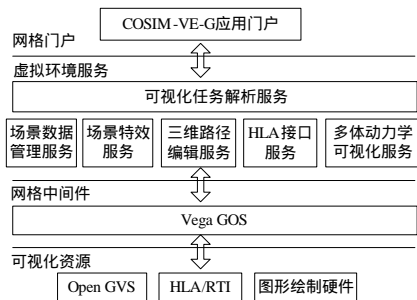 COSIM-VE-G应用门户
网格门户
虚拟环境服务
可视化任务解析服务
场景数据 场景特效 三维路径 HLA接口 多体动力学
管理服务 服务 编辑服务 服务 可视化服务
网格中间件
Vega GOS
可视化资源
Open GVS HLA/RTI 图形绘制硬件